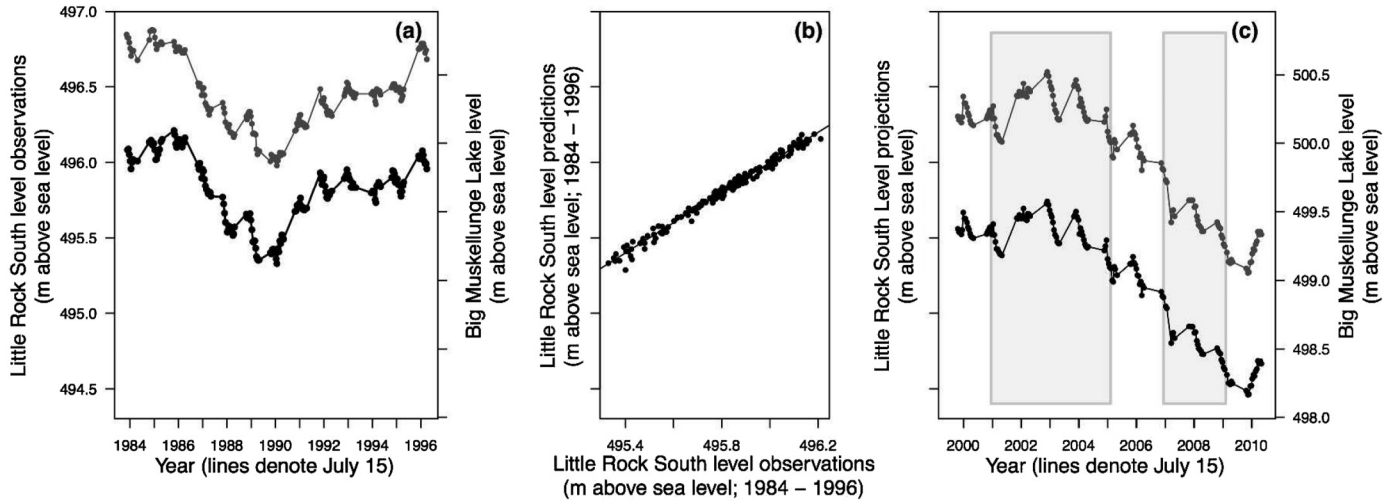 (a)
Little Rock South level observations
(m above sea level)
497.0
496.5
496.0
495.5
495.0
494.5
1984
1986
1988
1990
1992
1994
1996
Year (lines denote July 15)
Big Muskellunge Lake level
(m above sea level)
(b)
Little Rock South level predictions
(m above sea level; 1984 – 1996)
495.4
495.8
496.2
Little Rock South level observations
(m above sea level; 1984 – 1996)
(c)
Little Rock South Level projections
(m above sea level)
2000
2002
2004
2006
2008
2010
Year (lines denote July 15)
500.5
500.0
499.5
499.0
498.5
498.0
Big Muskellunge Lake level
(m above sea level)